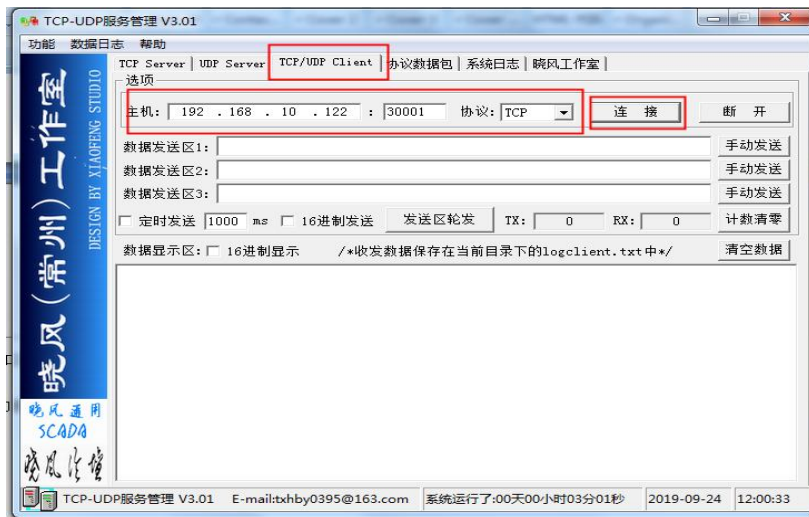 TCP-UDP服务管理 V3.01
功能 数据日志 帮助
TCP Server UDP Server TCP/UDP Client 协议数据包 系统日志 晓风工作室
选项
主机: 192 . 168 . 10 . 122 : 30001 协议: TCP 连 接 断 开
数据发送区1: 手动发送
数据发送区2: 手动发送
数据发送区3: 手动发送
定时发送 1000 ms 16进制发送 发送区轮发 TX: 0 RX: 0 计数清零
数据显示区: 16进制显示 /*收发数据保存在当前目录下的logclient.txt中*/ 清空数据
晓风(常州)工作室
DESIGN BY XIAOFENG STUDIO
晓风通用
SCADA
晓风论坛
TCP-UDP服务管理 V3.01 E-mail:txhby0395@163.com 系统运行了:00天00小时03分01秒 2019-09-24 12:00:33